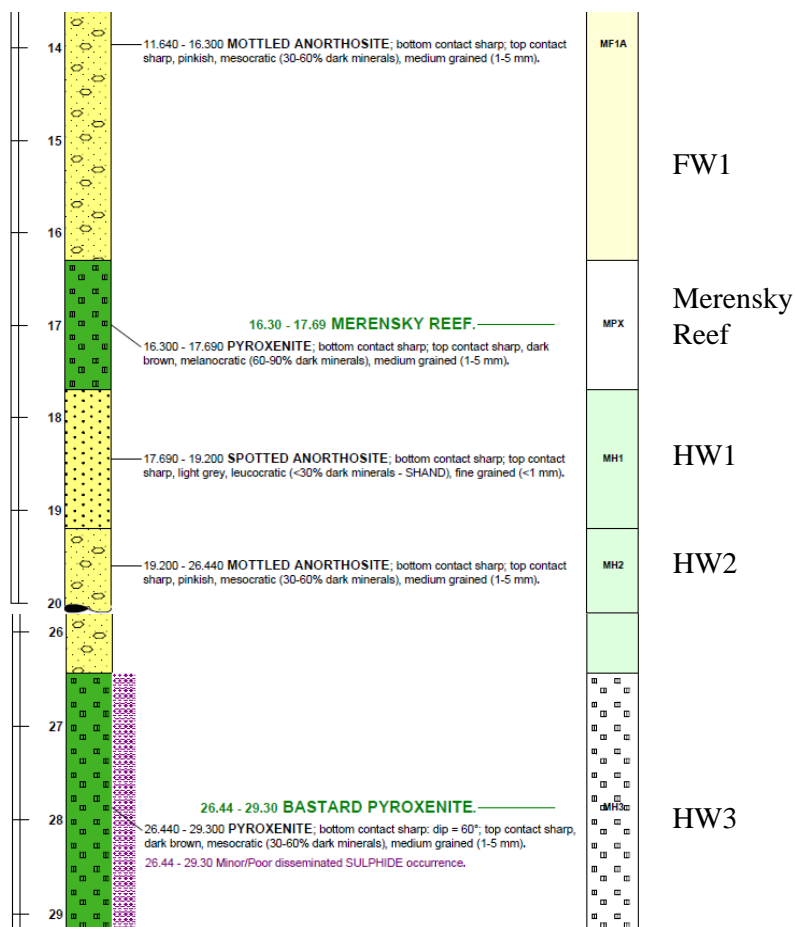 14
11.640 - 16.300 MOTTLED ANORTHOSITE; bottom contact sharp; top contact
sharp, pinkish, mesocratic (30-60% dark minerals), medium grained (1-5 mm).
MF1A
15
FW1
16
16.30 - 17.69 MERENSKY REEF.
MPX
Merensky
Reef
17
16.300 - 17.690 PYROXENITE; bottom contact sharp; top contact sharp, dark
brown, melanocratic (60-90% dark minerals), medium grained (1-5 mm).
18
17.690 - 19.200 SPOTTED ANORTHOSITE; bottom contact sharp; top contact
sharp, light grey, leucocratic (<30% dark minerals - SHAND), fine grained (<1 mm).
MH1
HW1
19
19.200 - 26.440 MOTTLED ANORTHOSITE; bottom contact sharp; top contact
sharp, pinkish, mesocratic (30-60% dark minerals), medium grained (1-5 mm).
MH2
HW2
20
26
27
26.44 - 29.30 BASTARD PYROXENITE.
MH3
HW3
28
26.440 - 29.300 PYROXENITE; bottom contact sharp: dip = 60°; top contact sharp,
dark brown, mesocratic (30-60% dark minerals), medium grained (1-5 mm).
26.44 - 29.30 Minor/Poor disseminated SULPHIDE occurrence.
29